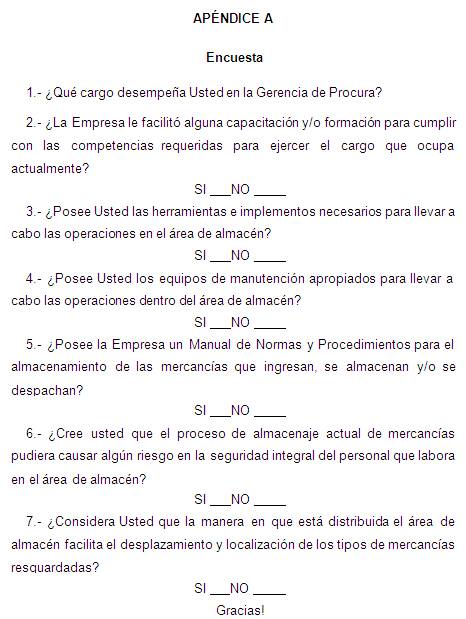 APÉNDICE A
Encuesta
1.- ¿Qué cargo desempeña Usted en la Gerencia de Procura?
2.- ¿La Empresa le facilitó alguna capacitación y/o formación para cumplir
con las competencias requeridas para ejercer el cargo que ocupa
actualmente?
SI ___NO _____
3.- ¿Posee Usted las herramientas e implementos necesarios para llevar a
cabo las operaciones en el área de almacén?
SI ___NO _____
4.- ¿Posee Usted los equipos de manutención apropiados para llevar a
cabo las operaciones dentro del área de almacén?
SI ___NO _____
5.- ¿Posee la Empresa un Manual de Normas y Procedimientos para el
almacenamiento de las mercancías que ingresan, se almacenan y/o se
despachan?
SI ___NO _____
6.- ¿Cree usted que el proceso de almacenaje actual de mercancías
pudiera causar algún riesgo en la seguridad integral del personal que labora
en el área de almacén?
SI ___NO _____
7.- ¿Considera Usted que la manera en que está distribuida el área de
almacén facilita el desplazamiento y localización de los tipos de mercancías
resguardadas?
SI ___NO _____
Gracias!